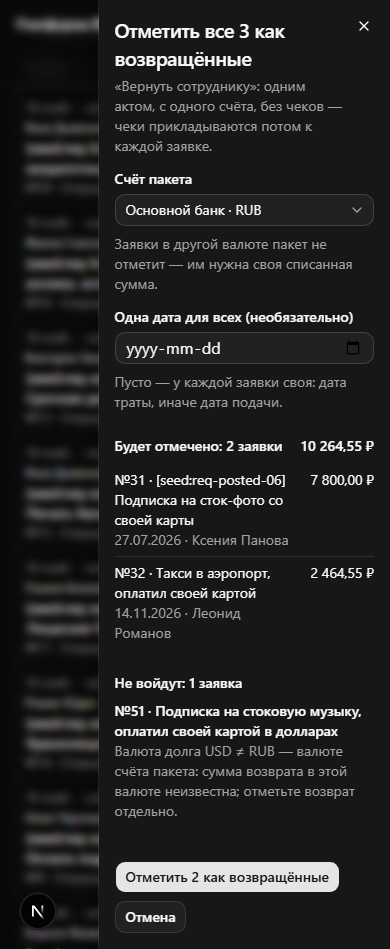 Отметить все 3 как
возвращённые
«Вернуть сотруднику»: одним
актом, с одного счёта, без чеков —
чеки прикладываются потом к
каждой заявке.
Счёт пакета
Основной банк · RUB
Заявки в другой валюте пакет не
отметит — им нужна своя списанная
сумма.
Одна дата для всех (необязательно)
yyyy-mm-dd
Пусто — у каждой заявки своя: дата
траты, иначе дата подачи.
Будет отмечено: 2 заявки 10 264,55 ₽
№31 · [seed:req-posted-06] 7 800,00 ₽
Подписка на сток-фото со
своей карты
27.07.2026 · Ксения Панова
№32 · Такси в аэропорт, 2 464,55 ₽
оплатил своей картой
14.11.2026 · Леонид
Романов
Не войдут: 1 заявка
№51 · Подписка на стоковую музыку,
оплатил своей картой в долларах
Валюта долга USD ≠ RUB — валюте
счёта пакета: сумма возврата в этой
валюте неизвестна; отметьте возврат
отдельно.
Отметить 2 как возвращённые
N
Отмена